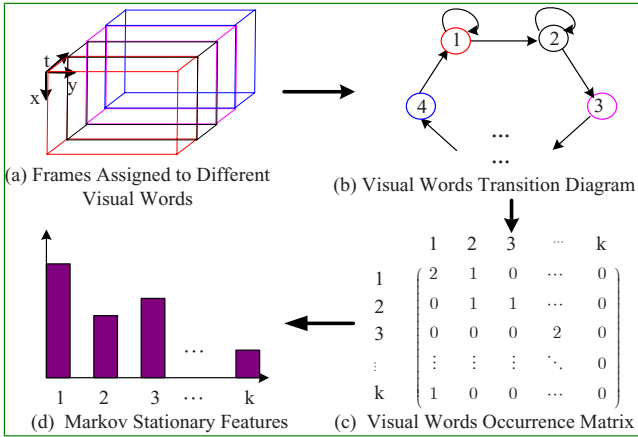 t
y
x
(a) Frames Assigned to Different
Visual Words
1
2
3
4
...
...
(b) Visual Words Transition Diagram
1 2 3 ... k
1 2 1 0 ... 0
2 0 1 1 ... 0
3 0 0 0 2 0
⋮ ⋮ ⋮ ⋮ ⋱ 0
k 1 0 0 ... 0
(c) Visual Words Occurrence Matrix
...
1 2 3 ... k
(d) Markov Stationary Features